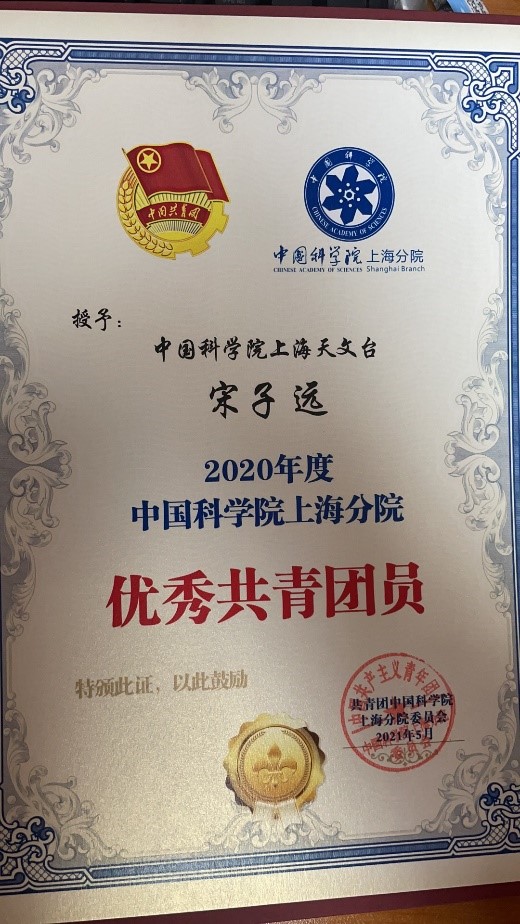 中国共青团
中国科学院
CHINESE ACADEMY OF SCIENCES
中国科学院 上海分院
CHINESE ACADEMY OF SCIENCES Shanghai Branch
授予：
中国科学院上海天文台
宋子远
2020年度
中国科学院上海分院
优秀共青团员
特颁此证，以此鼓励
共青团中国科学院
上海分院委员会
2021年5月